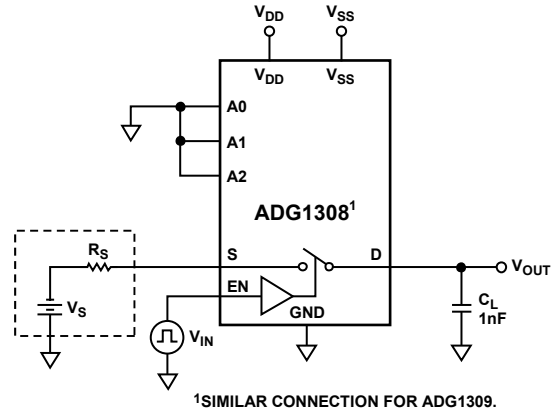 VDD VSS
VDD VSS
A0
A1
A2
ADG1308¹
RS
S D
VOUT
EN
VS
GND
CL
1nF
VIN
¹SIMILAR CONNECTION FOR ADG1309.